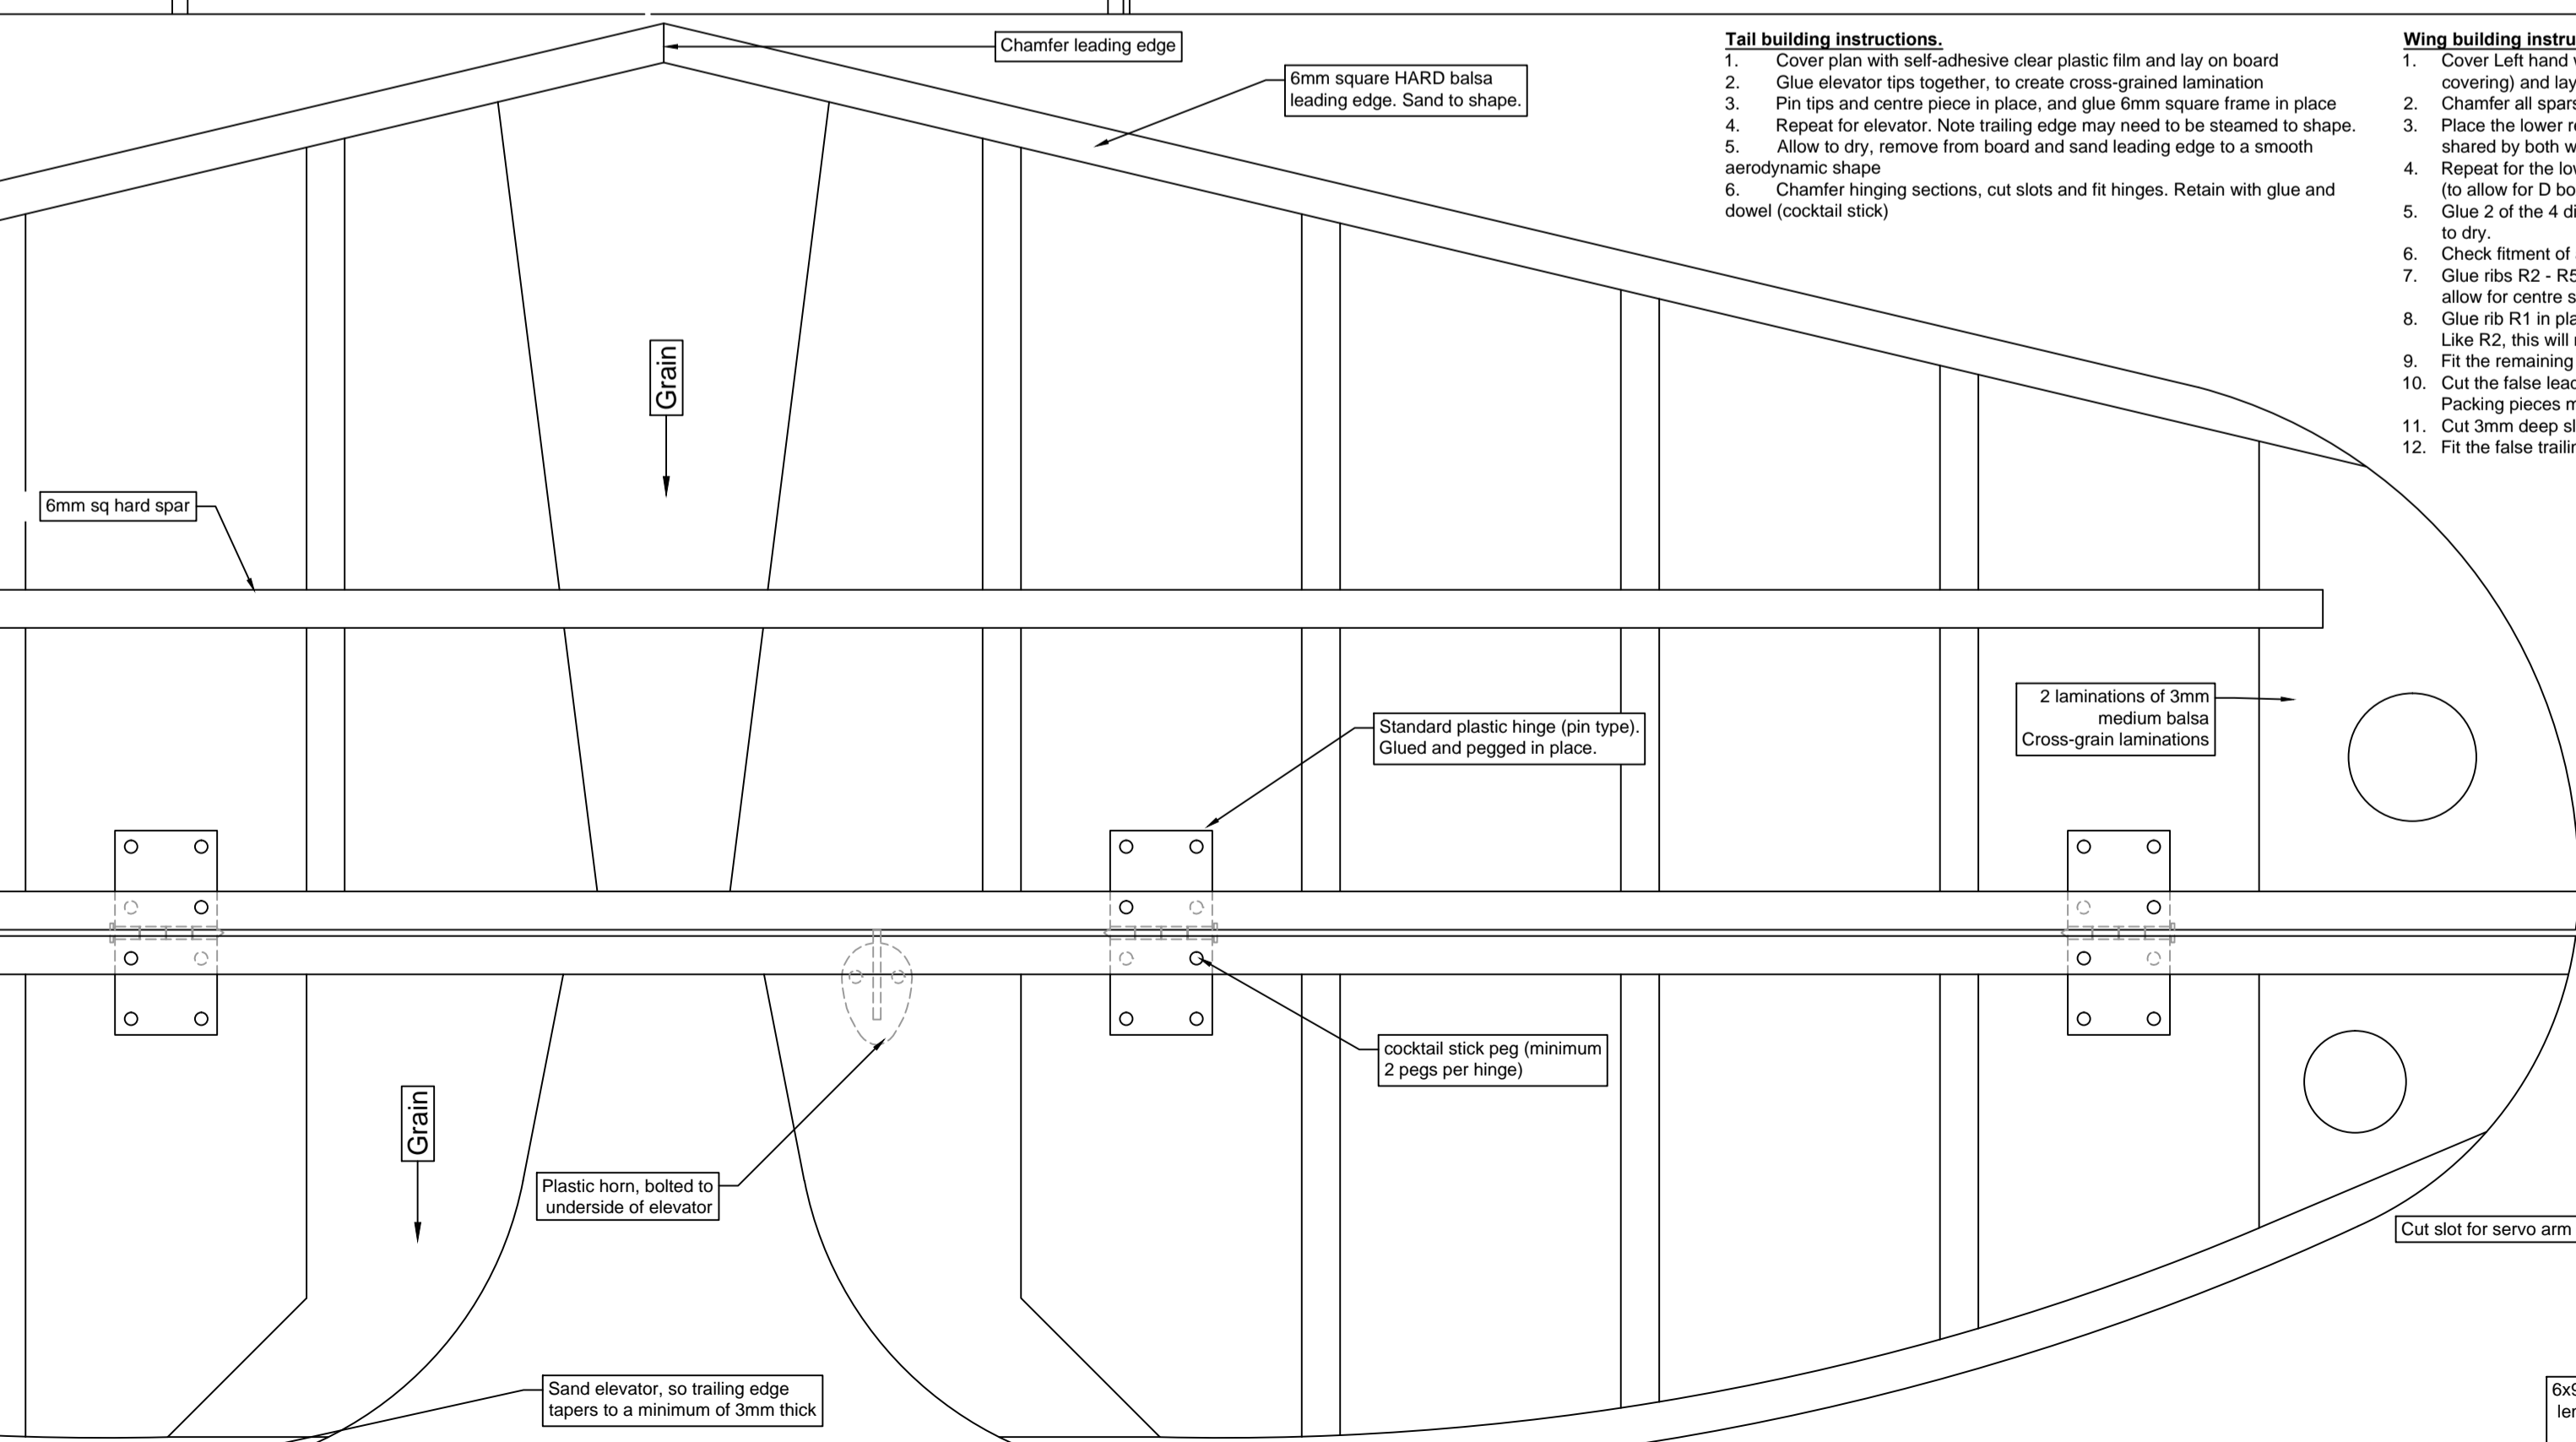 Chamfer leading edge
6mm square HARD balsa
leading edge. Sand to shape.
Tail building instructions.
1. Cover plan with self-adhesive clear plastic film and lay on board
2. Glue elevator tips together, to create cross-grained lamination
3. Pin tips and centre piece in place, and glue 6mm square frame in place
4. Repeat for elevator. Note trailing edge may need to be steamed to shape.
5. Allow to dry, remove from board and sand leading edge to a smooth
aerodynamic shape
6. Chamfer hinging sections, cut slots and fit hinges. Retain with glue and
dowel (cocktail stick)
Wing building instru
1. Cover Left hand
covering) and lay
2. Chamfer all spars
3. Place the lower
shared by both
4. Repeat for the
(to allow for D
5. Glue 2 of the 4
to dry.
6. Check fitment of
7. Glue ribs R2 - R5
allow for centre
8. Glue rib R1 in
Like R2, this will
9. Fit the remaining
10. Cut the false
Packing pieces
11. Cut 3mm deep
12. Fit the false
Grain
6mm sq hard spar
2 laminations of 3mm
medium balsa
Cross-grain laminations
Standard plastic hinge (pin type).
Glued and pegged in place.
cocktail stick peg (minimum
2 pegs per hinge)
Grain
Plastic horn, bolted to
underside of elevator
Cut slot for servo arm
Sand elevator, so trailing edge
tapers to a minimum of 3mm thick